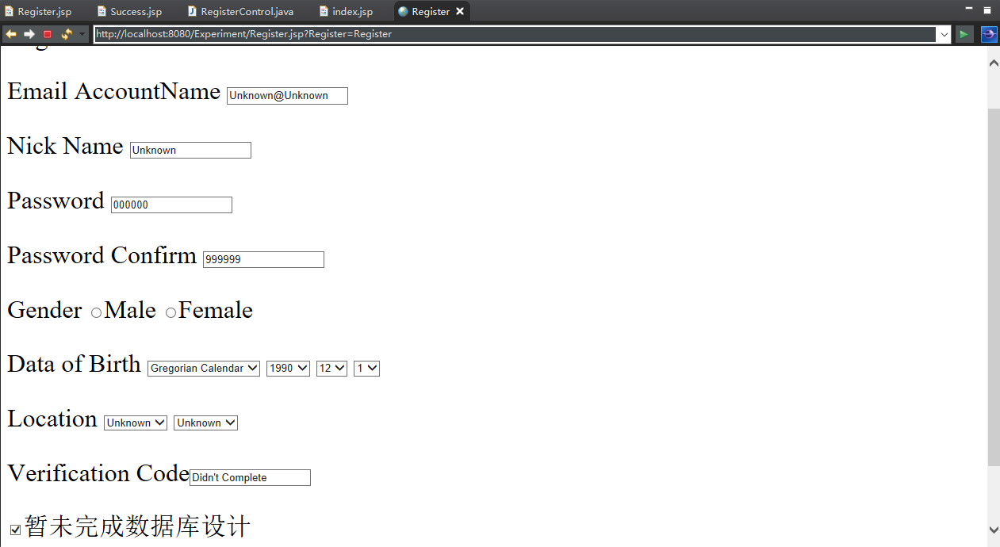 Register.jsp Success.jsp RegisterControl.java index.jsp Register
http://localhost:8080/Experiment/Register.jsp?Register=Register
Email AccountName Unknown@Unknown
Nick Name Unknown
Password 000000
Password Confirm 999999
Gender Male Female
Data of Birth Gregorian Calendar 1990 12 1
Location Unknown Unknown
Verification Code Didn't Complete
暂未完成数据库设计